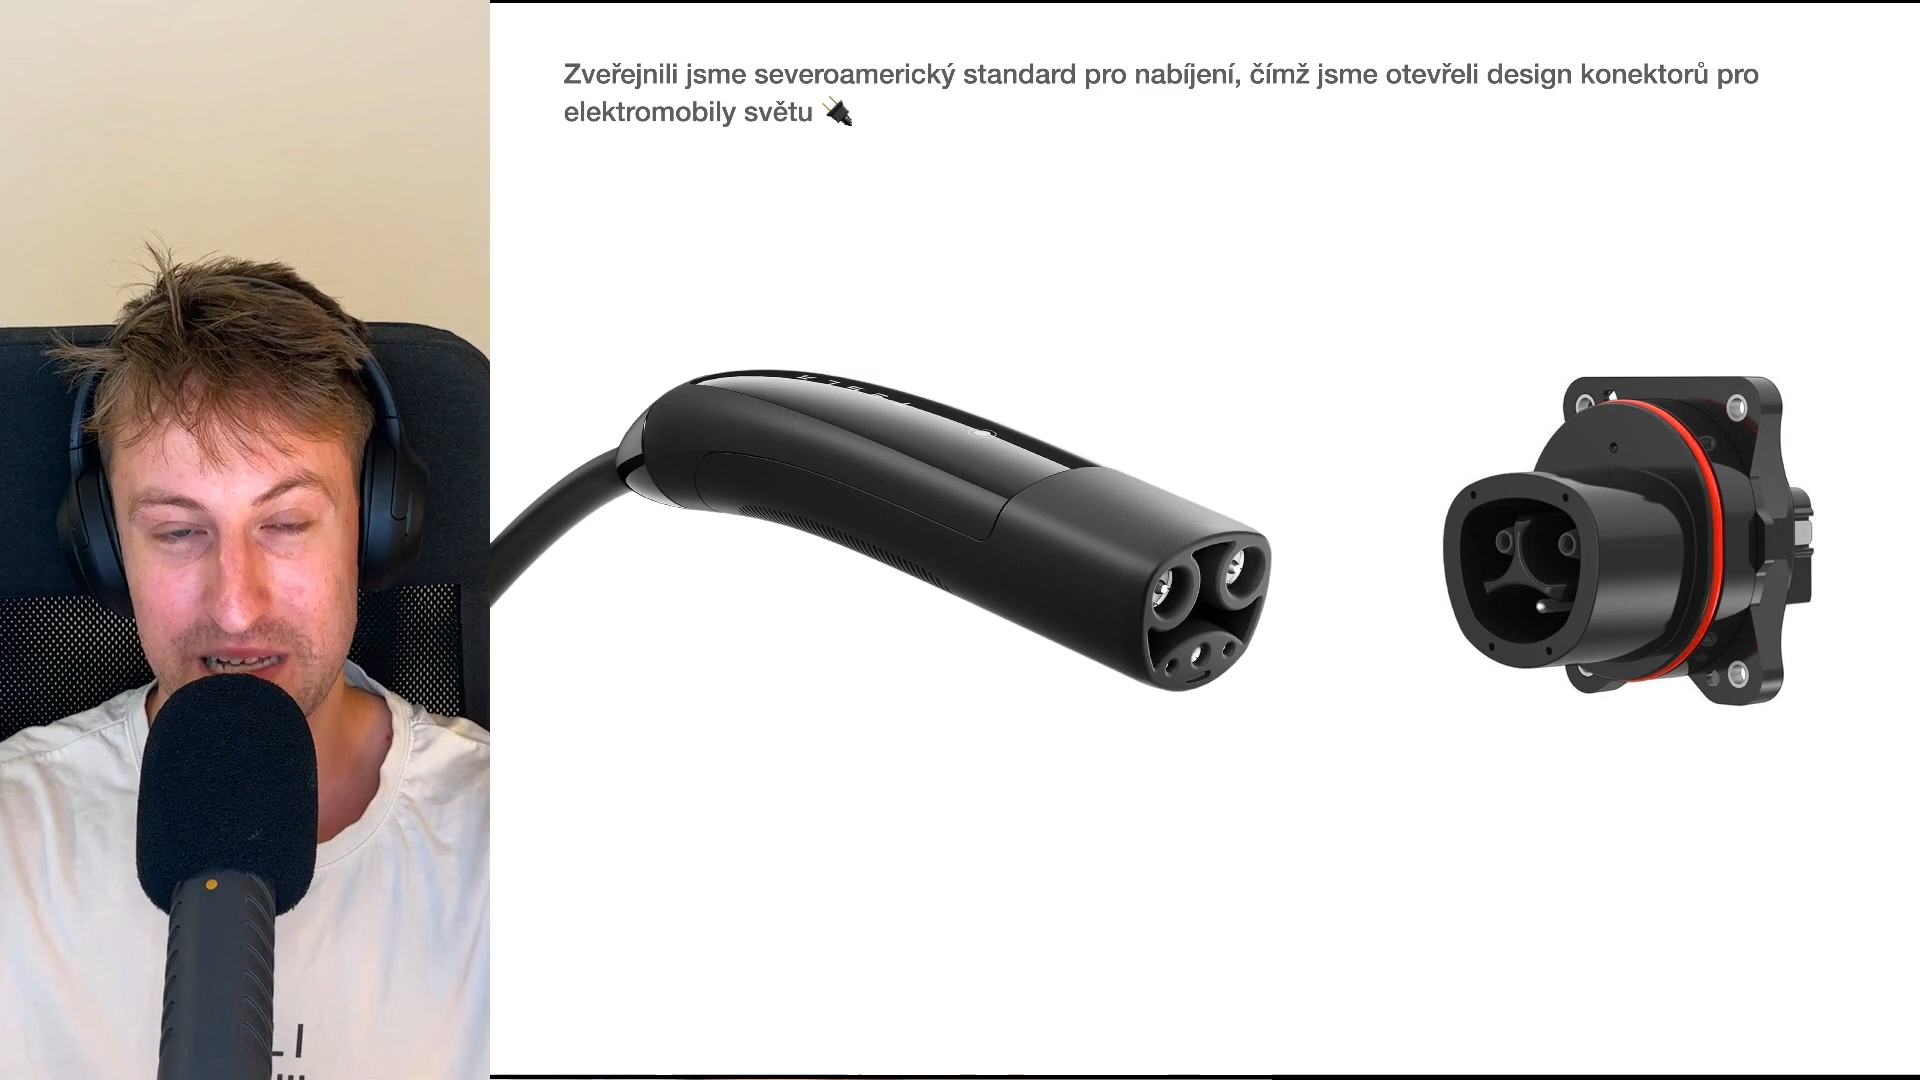 Zveřejnili jsme severoamerický standard pro nabíjení, čímž jsme otevřeli design konektorů pro
elektromobily světu 🔌